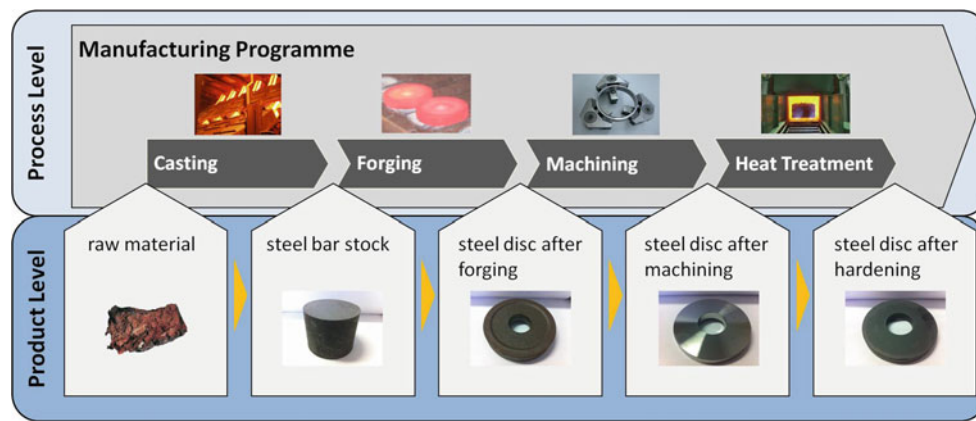 Process Level
Manufacturing Programme
Casting
Forging
Machining
Heat Treatment
Product Level
raw material
steel bar stock
steel disc after
forging
steel disc after
machining
steel disc after
hardening